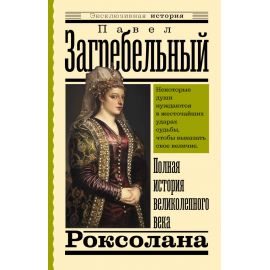 Эксклюзивная история
Павел
Загребельный
Некоторые
души
нуждаются
в жесточайших
ударах
судьбы,
чтобы выказать
свое величие.
Полная
история
великолепного
века
Роксолана